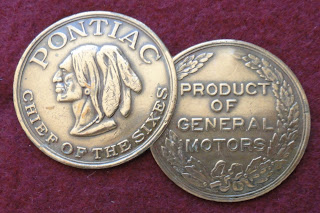 PONTIAC
CHIEF OF THE SIXES
PRODUCT
OF
GENERAL
MOTORS